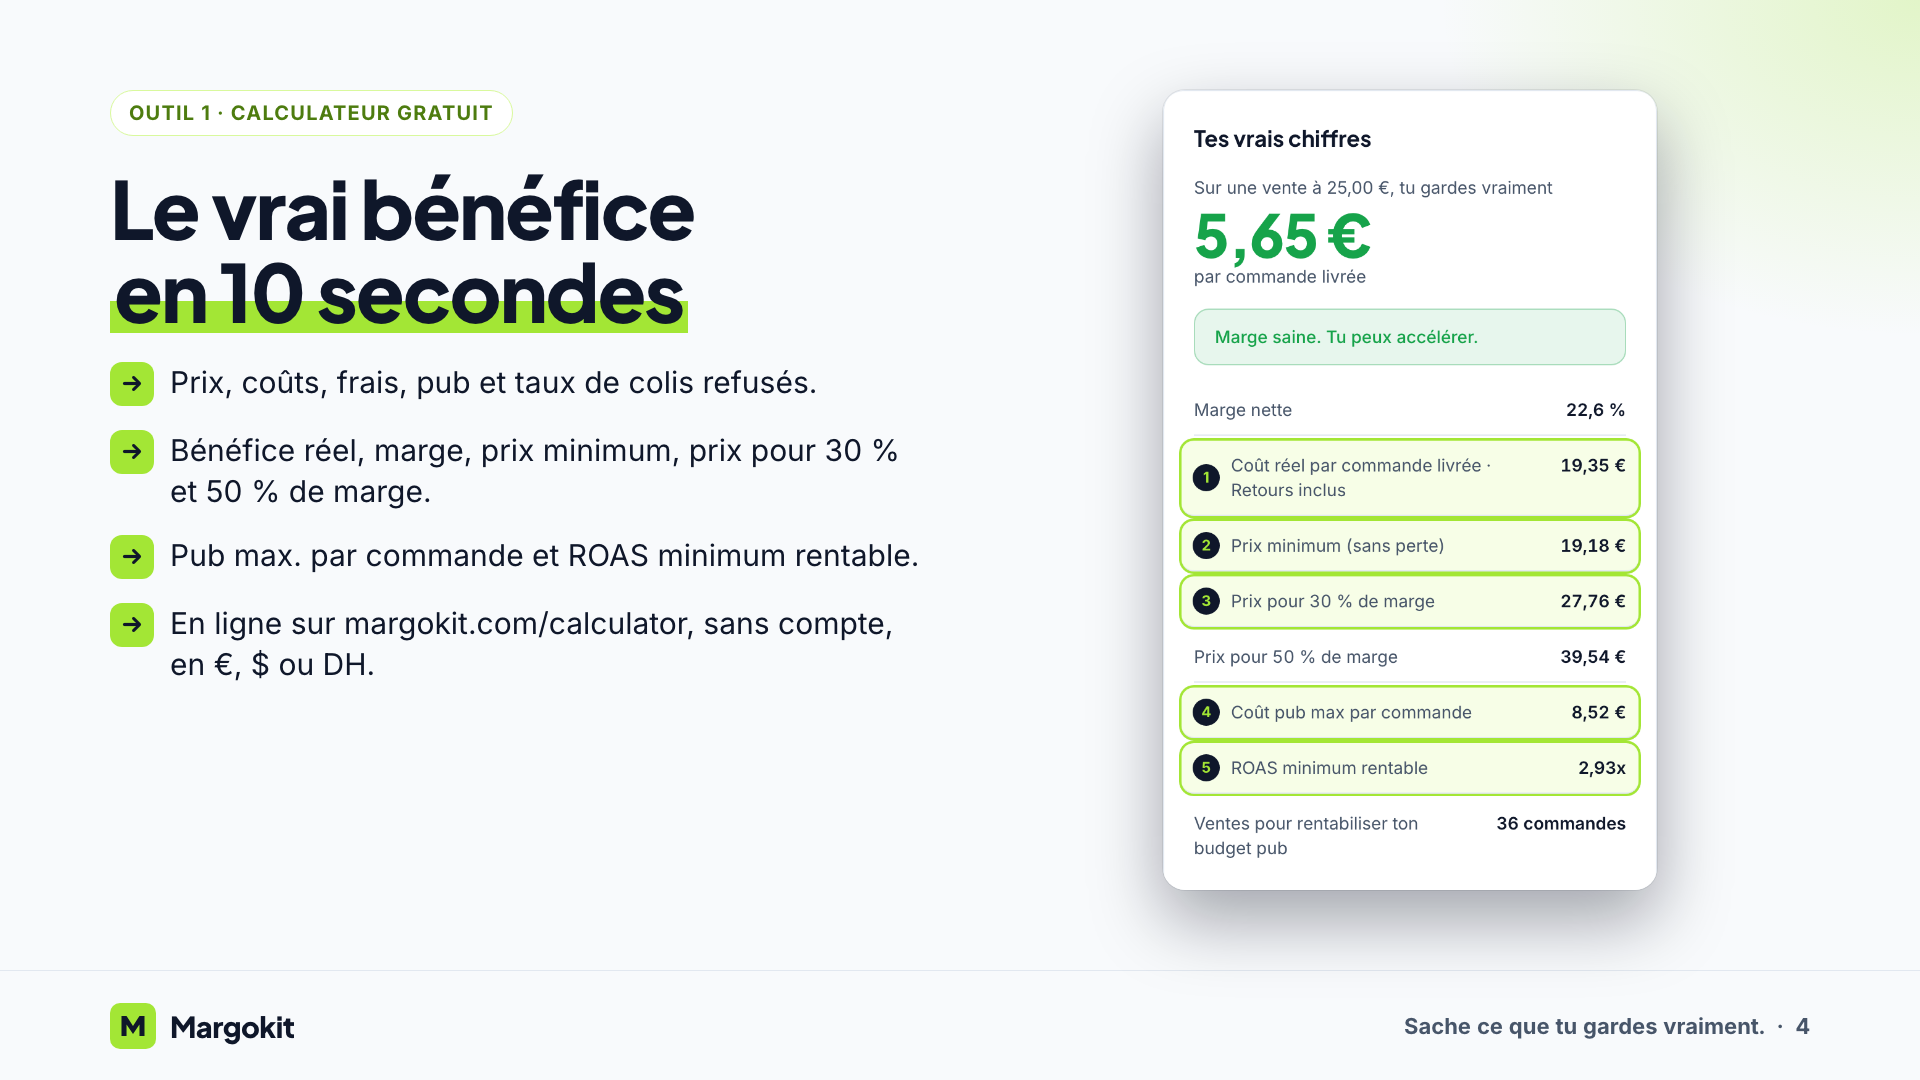 OUTIL 1 · CALCULATEUR GRATUIT
Le vrai bénéfice
en 10 secondes
Prix, coûts, frais, pub et taux de colis refusés.
Bénéfice réel, marge, prix minimum, prix pour 30 %
et 50 % de marge.
Pub max. par commande et ROAS minimum rentable.
En ligne sur margokit.com/calculator, sans compte,
en €, $ ou DH.
Tes vrais chiffres
Sur une vente à 25,00 €, tu gardes vraiment
5,65 €
par commande livrée
Marge saine. Tu peux accélérer.
Marge nette 22,6 %
1 Coût réel par commande livrée · 19,35 €
Retours inclus
2 Prix minimum (sans perte) 19,18 €
3 Prix pour 30 % de marge 27,76 €
Prix pour 50 % de marge 39,54 €
4 Coût pub max par commande 8,52 €
5 ROAS minimum rentable 2,93x
Ventes pour rentabiliser ton 36 commandes
budget pub
M Margokit
Sache ce que tu gardes vraiment. · 4